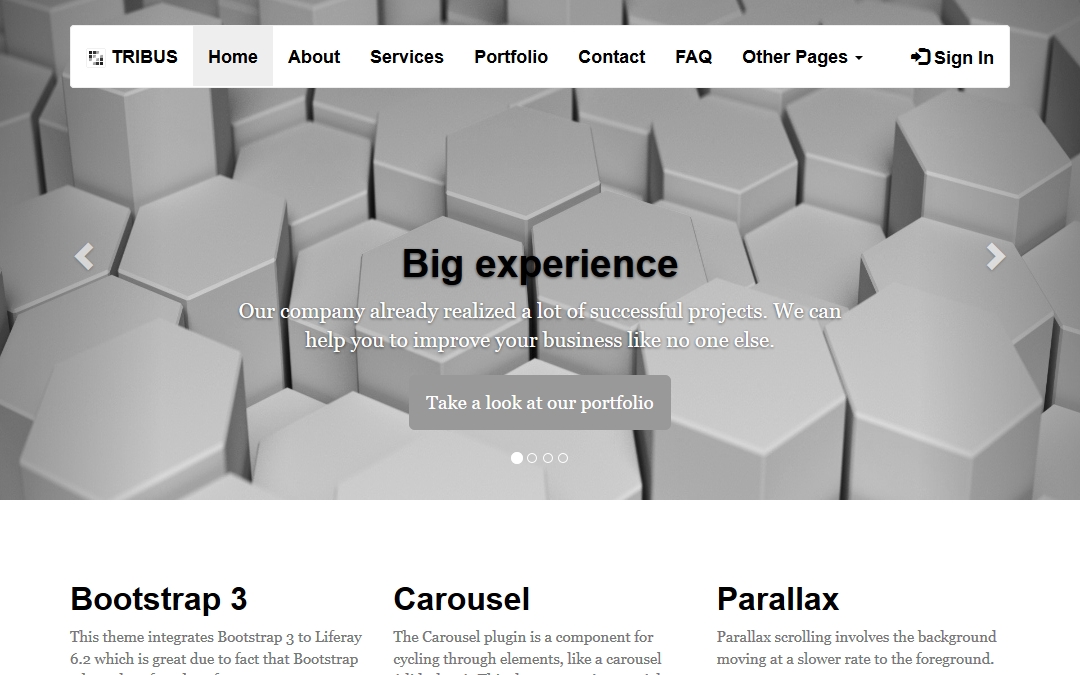 TRIBUS Home About Services Portfolio Contact FAQ Other Pages Sign In
Big experience
Our company already realized a lot of successful projects. We can
help you to improve your business like no one else.
Take a look at our portfolio
Bootstrap 3
This theme integrates Bootstrap 3 to Liferay
6.2 which is great due to fact that Bootstrap
Carousel
The Carousel plugin is a component for
cycling through elements, like a carousel
Parallax
Parallax scrolling involves the background
moving at a slower rate to the foreground.